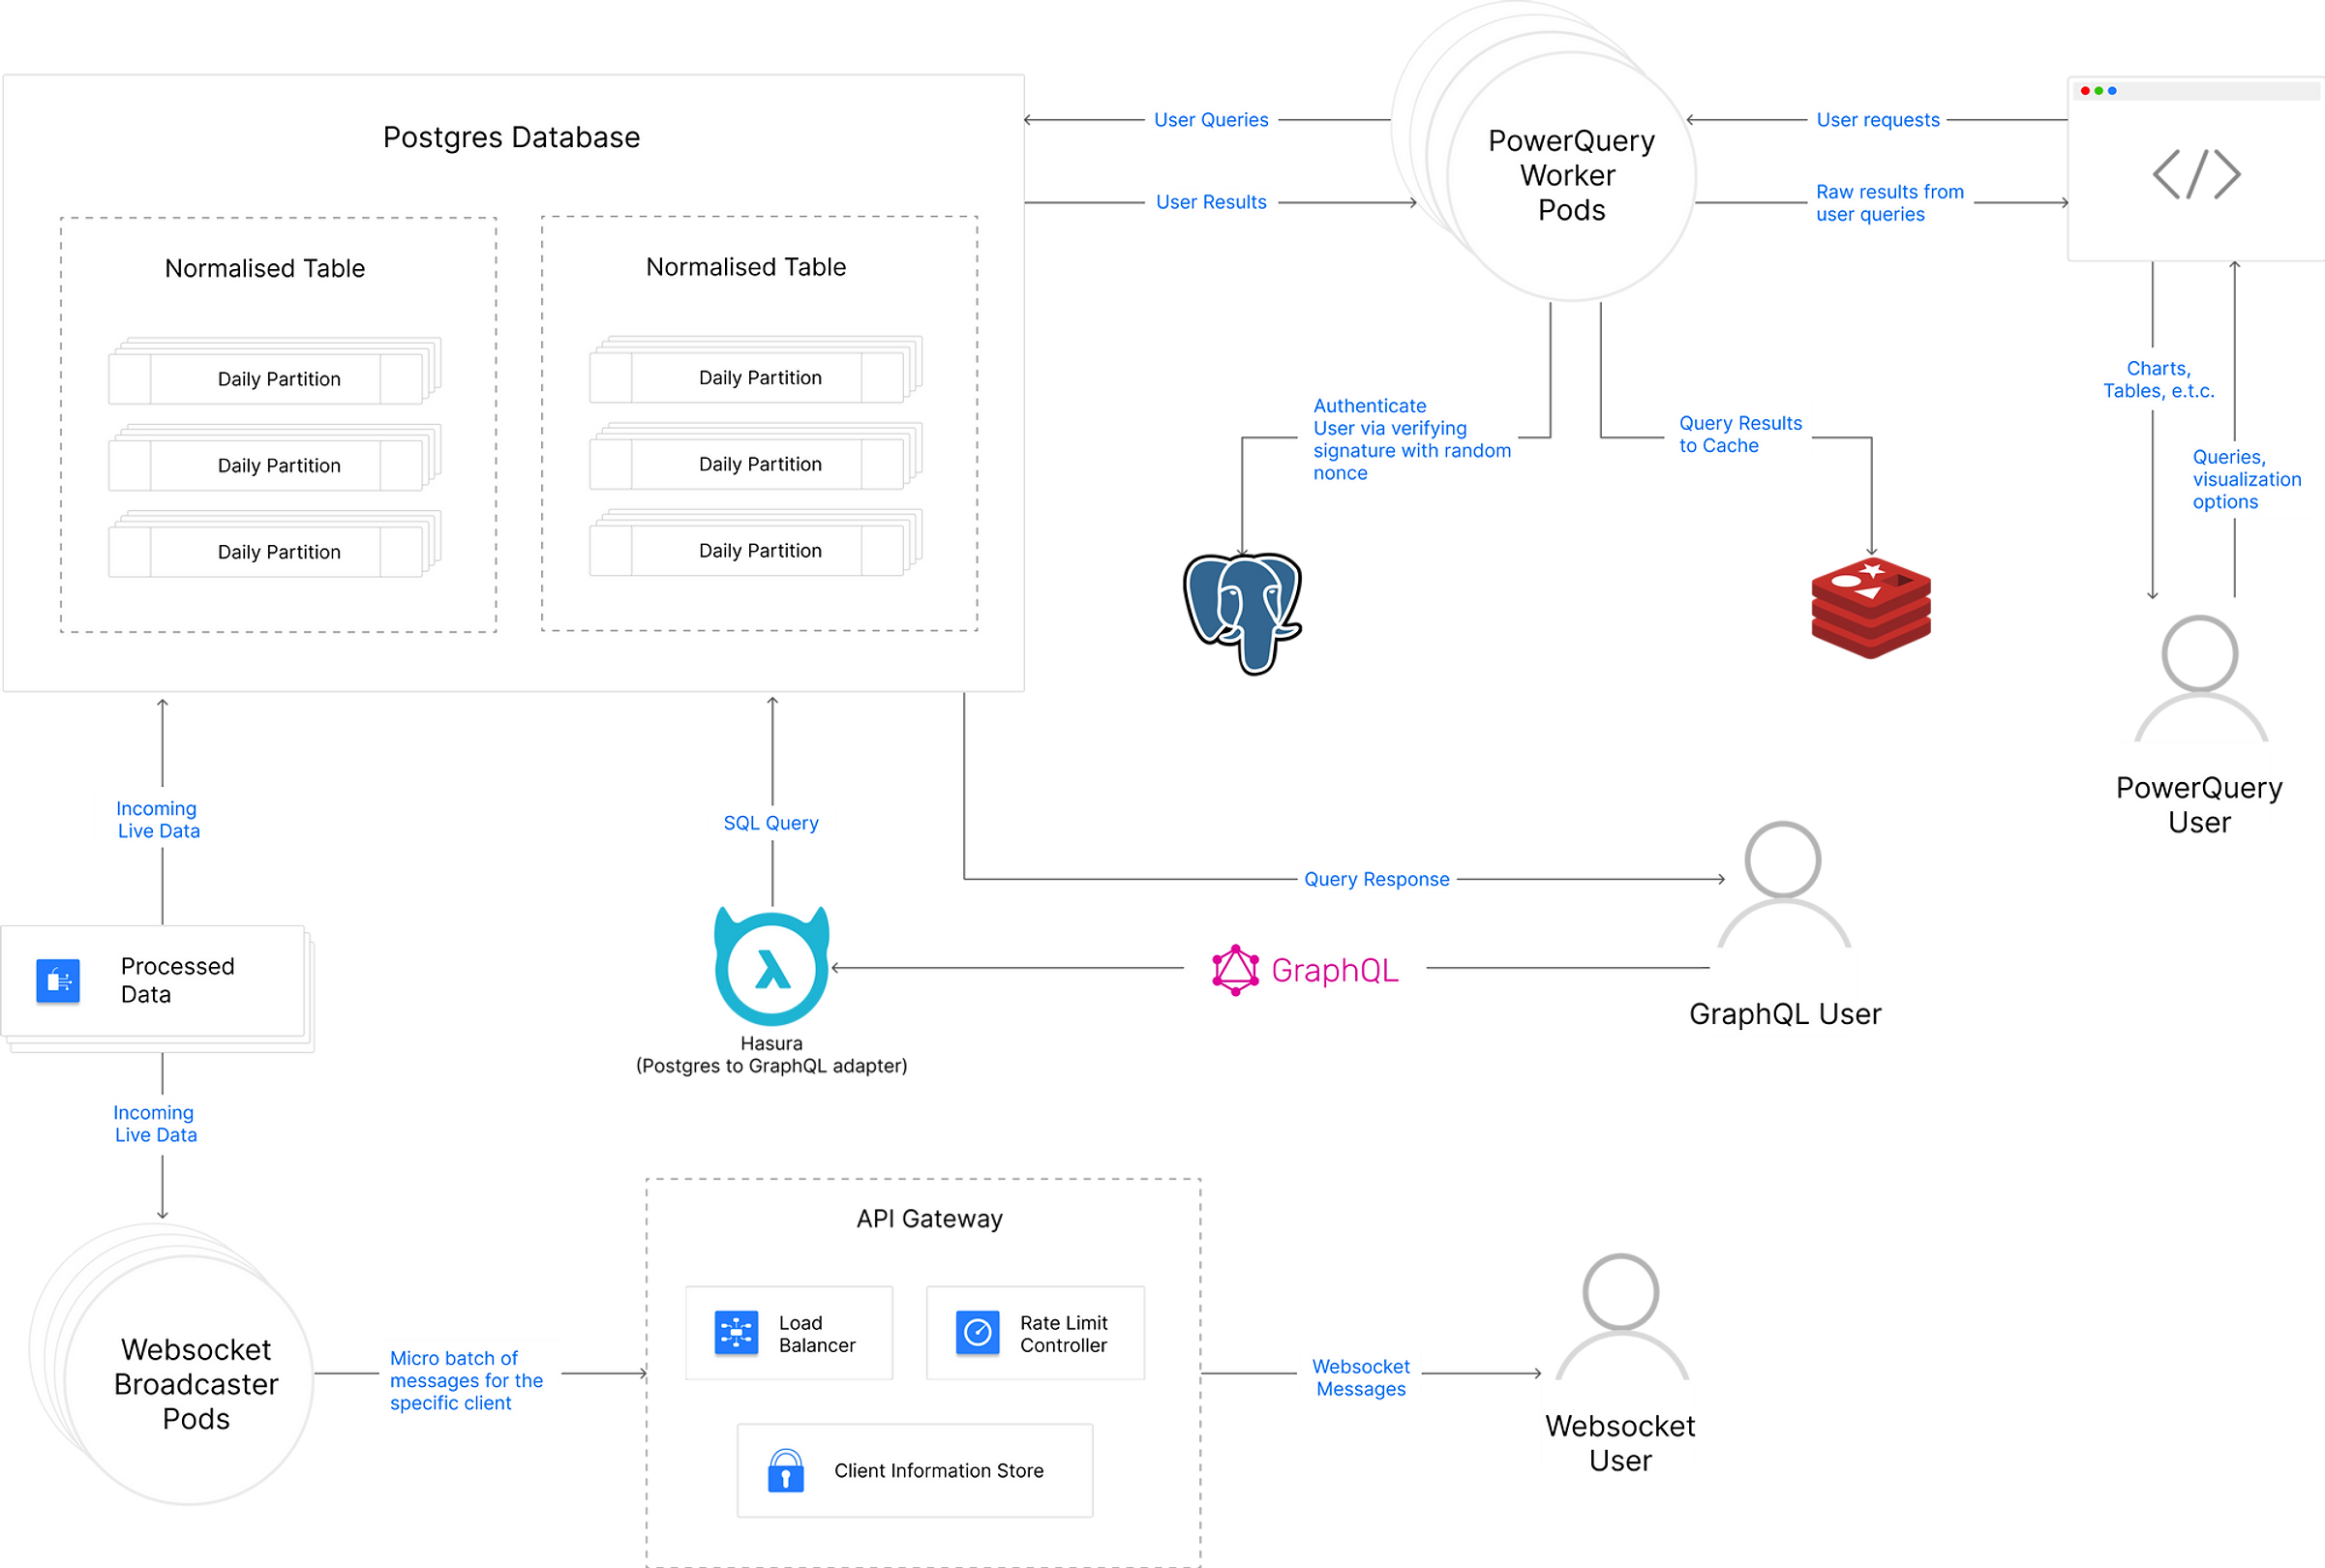 Postgres Database
Normalised Table
Daily Partition
Daily Partition
Daily Partition
Normalised Table
Daily Partition
Daily Partition
Daily Partition
User Queries
User Results
PowerQuery
Worker
Pods
User requests
Raw results from
user queries
Authenticate
User via verifying
signature with random
nonce
Query Results
to Cache
Charts,
Tables, e.t.c.
Queries,
visualization
options
PowerQuery
User
Incoming
Live Data
SQL Query
Query Response
Processed
Data
GraphQL
GraphQL User
Hasura
(Postgres to GraphQL adapter)
Incoming
Live Data
Websocket
Broadcaster
Pods
Micro batch of
messages for the
specific client
API Gateway
Load
Balancer
Rate Limit
Controller
Client Information Store
Websocket
Messages
Websocket
User